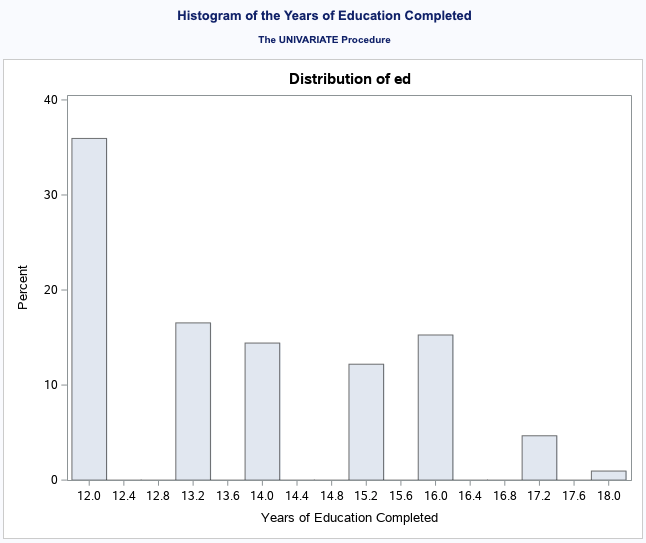 Histogram of the Years of Education Completed
The UNIVARIATE Procedure
Distribution of ed
40
30
20
10
0
Percent
12.0 12.4 12.8 13.2 13.6 14.0 14.4 14.8 15.2 15.6 16.0 16.4 16.8 17.2 17.6 18.0
Years of Education Completed